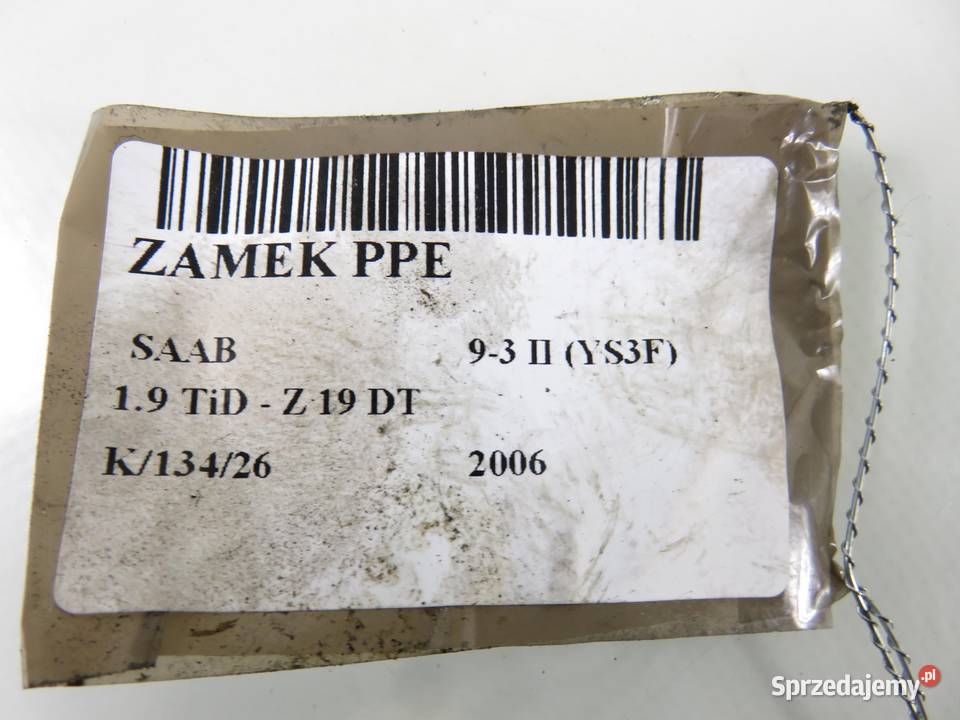 ZAMEK PPE
SAAB 9-3 II (YS3F)
1.9 TiD - Z 19 DT
K/134/26 2006
Sprzedajemy.pl